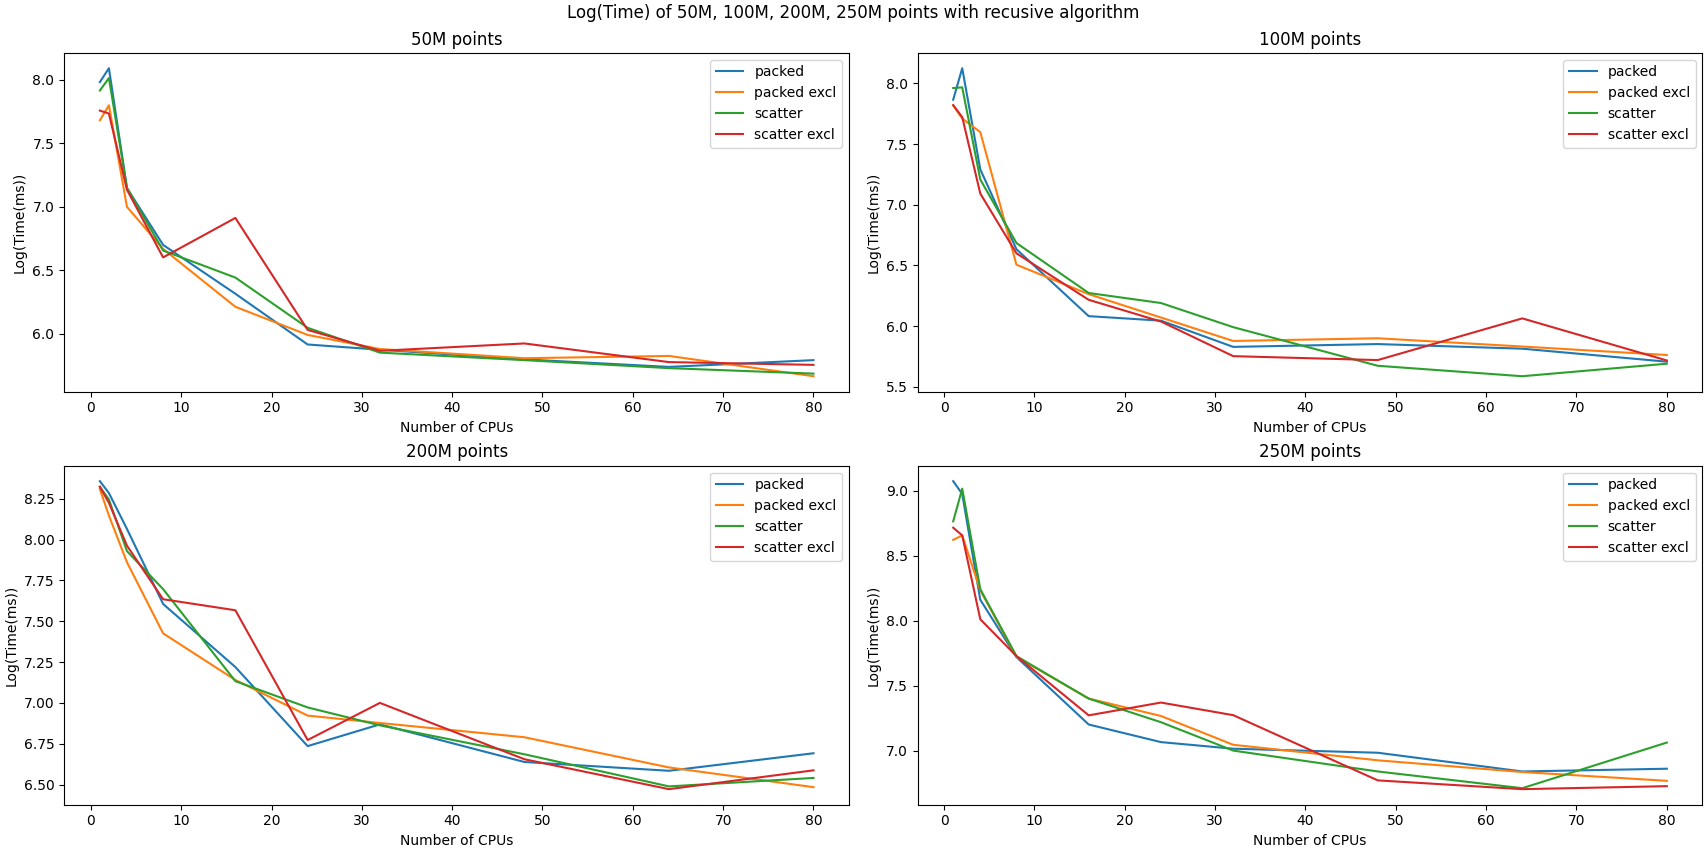 Log(Time) of 50M, 100M, 200M, 250M points with recusive algorithm
50M points
8.0
7.5
7.0
6.5
6.0
Log(Time(ms))
0 10 20 30 40 50 60 70 80
Number of CPUs
packed
packed excl
scatter
scatter excl
100M points
8.0
7.5
7.0
6.5
6.0
5.5
Log(Time(ms))
0 10 20 30 40 50 60 70 80
Number of CPUs
packed
packed excl
scatter
scatter excl
200M points
8.25
8.00
7.75
7.50
7.25
7.00
6.75
6.50
Log(Time(ms))
0 10 20 30 40 50 60 70 80
Number of CPUs
packed
packed excl
scatter
scatter excl
250M points
9.0
8.5
8.0
7.5
7.0
Log(Time(ms))
0 10 20 30 40 50 60 70 80
Number of CPUs
packed
packed excl
scatter
scatter excl